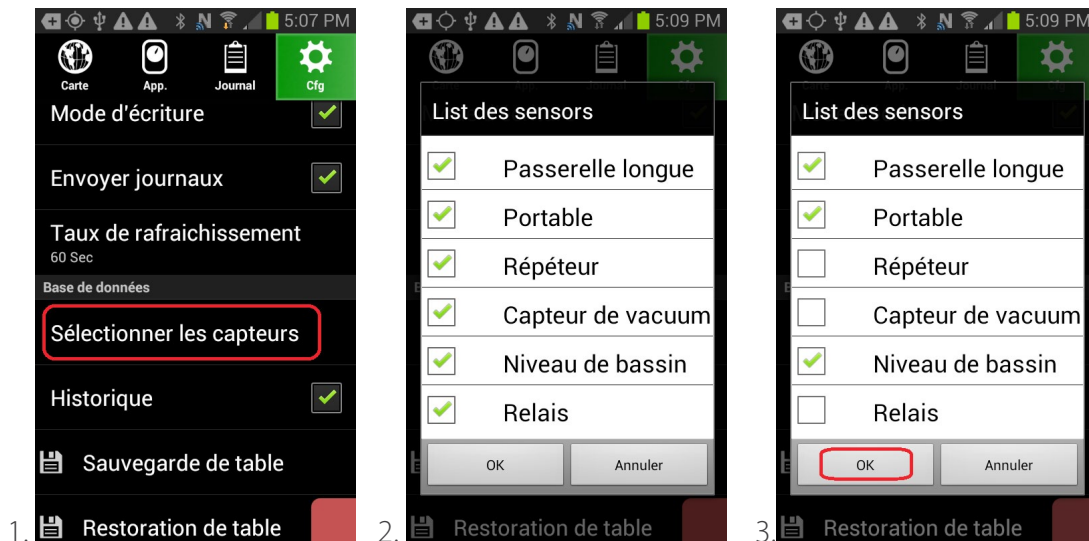 5:07 PM
Carte App. Journal Cfg
Mode d'écriture
Envoyer journaux
Taux de rafraichissement
60 Sec
Base de données
Sélectionner les capteurs
Historique
Sauvegarde de table
1. Restoration de table
5:09 PM
List des sensors
Passerelle longue
Portable
Répéteur
Capteur de vacuum
Niveau de bassin
Relais
OK Annuler
2. Restoration de table
5:09 PM
List des sensors
Passerelle longue
Portable
Répéteur
Capteur de vacuum
Niveau de bassin
Relais
OK Annuler
3. Restoration de table